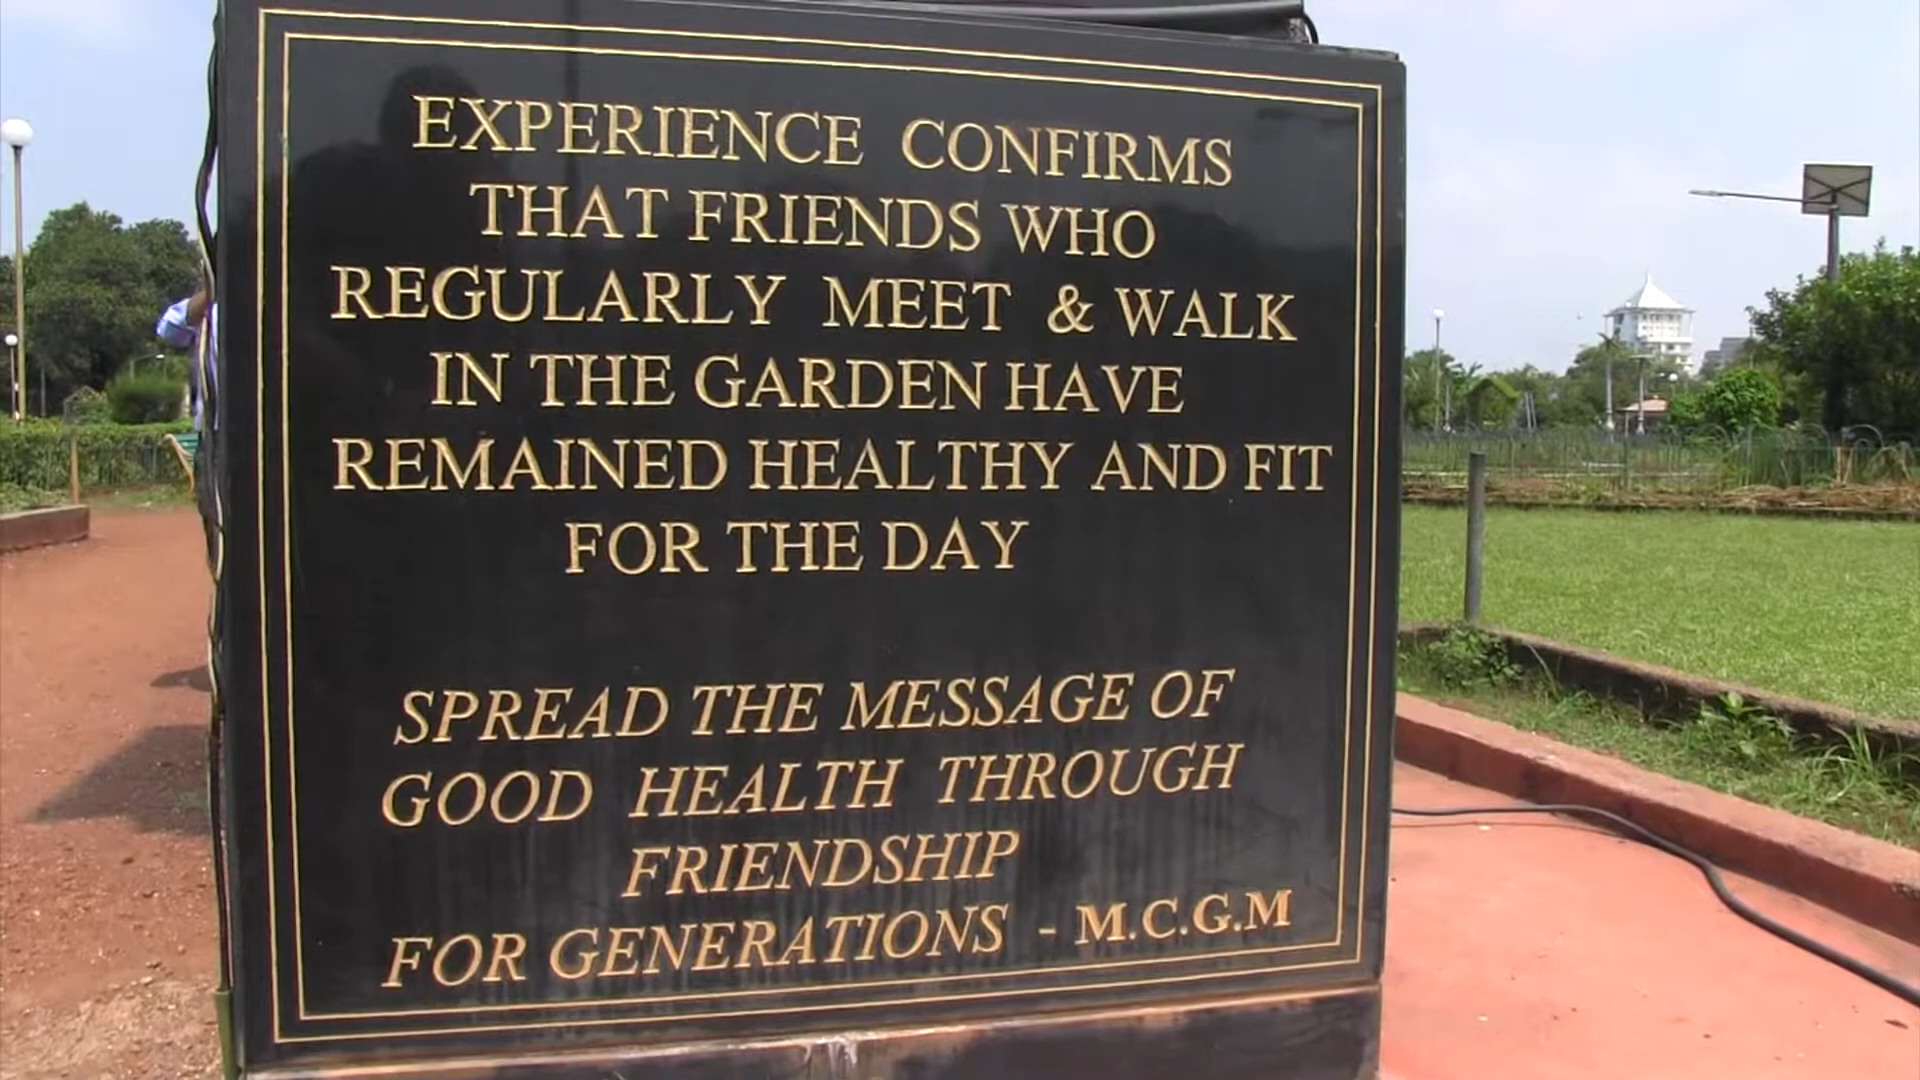 EXPERIENCE CONFIRMS
THAT FRIENDS WHO
REGULARLY MEET & WALK
IN THE GARDEN HAVE
REMAINED HEALTHY AND FIT
FOR THE DAY
SPREAD THE MESSAGE OF
GOOD HEALTH THROUGH
FRIENDSHIP
FOR GENERATIONS - M.C.G.M